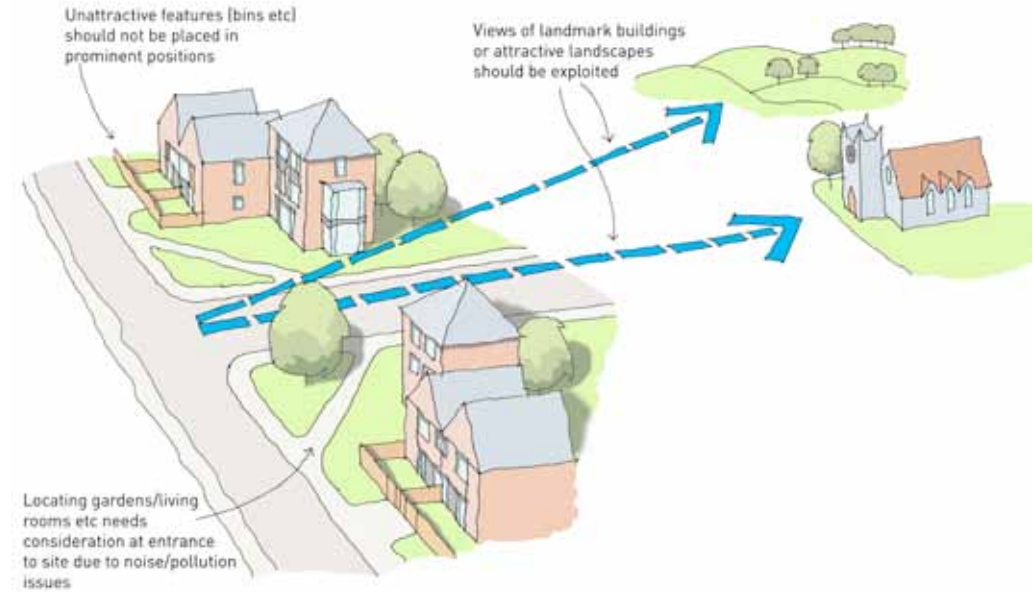 Unattractive features (bins etc)
should not be placed in
prominent positions
Views of landmark buildings
or attractive landscapes
should be exploited
Locating gardens/living
rooms etc needs
consideration at entrance
to site due to noise/pollution
issues